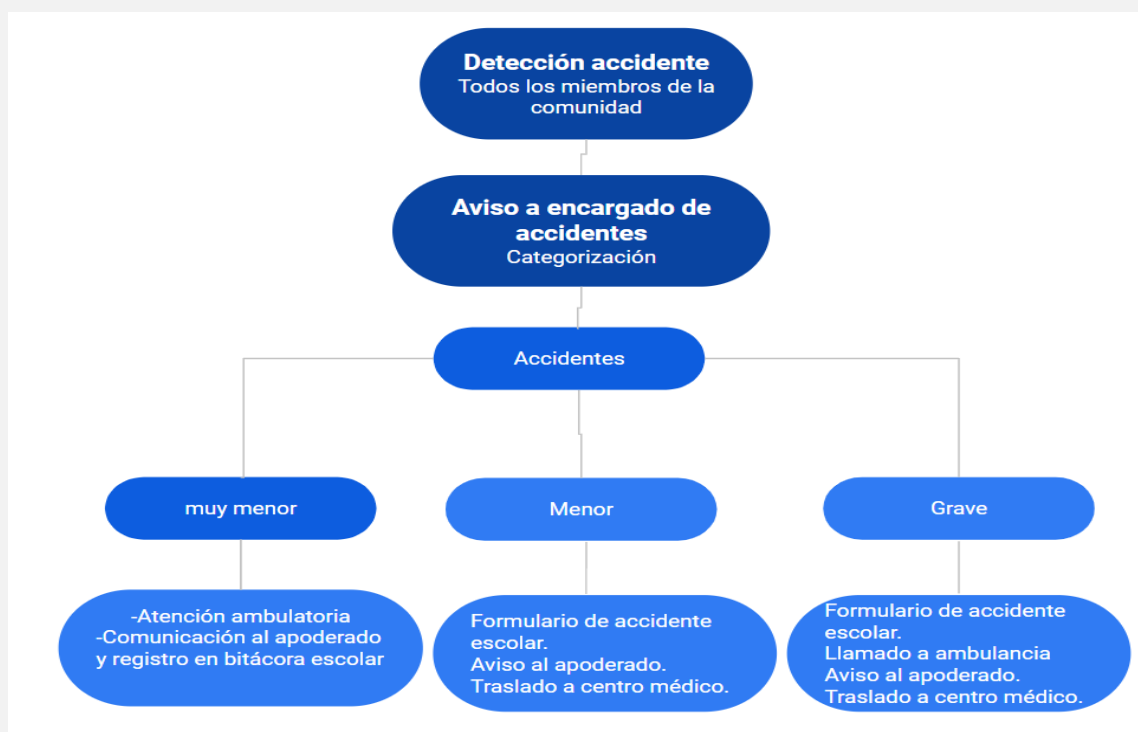 Detección accidente
Todos los miembros de la
comunidad
Aviso a encargado de
accidentes
Categorización
Accidentes
muy menor
Menor
Grave
-Atención ambulatoria
-Comunicación al apoderado
y registro en bitácora escolar
Formulario de accidente
escolar.
Aviso al apoderado.
Traslado a centro médico.
Formulario de accidente
escolar.
Llamado a ambulancia
Aviso al apoderado.
Traslado a centro médico.